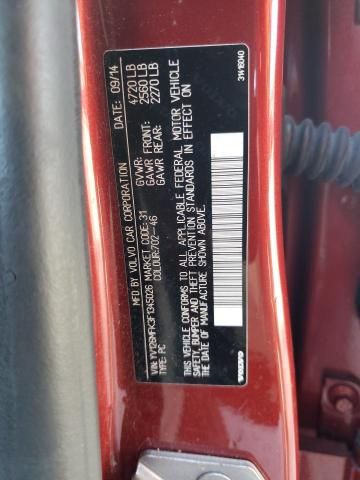 MFD BY VOLVO CAR CORPORATION DATE: 09/14
GVWR: 4720 LB
GAWR FRONT: 2560 LB
GAWR REAR: 2270 LB
VIN: YV126MFK3F1345026 MARKET CODE: 31
TYPE: PC COLOUR: 702-46
THIS VEHICLE CONFORMS TO ALL APPLICABLE FEDERAL MOTOR VEHICLE
SAFETY, BUMPER, AND THEFT PREVENTION STANDARDS IN EFFECT ON
THE DATE OF MANUFACTURE SHOWN ABOVE.
VOLVO 31419040